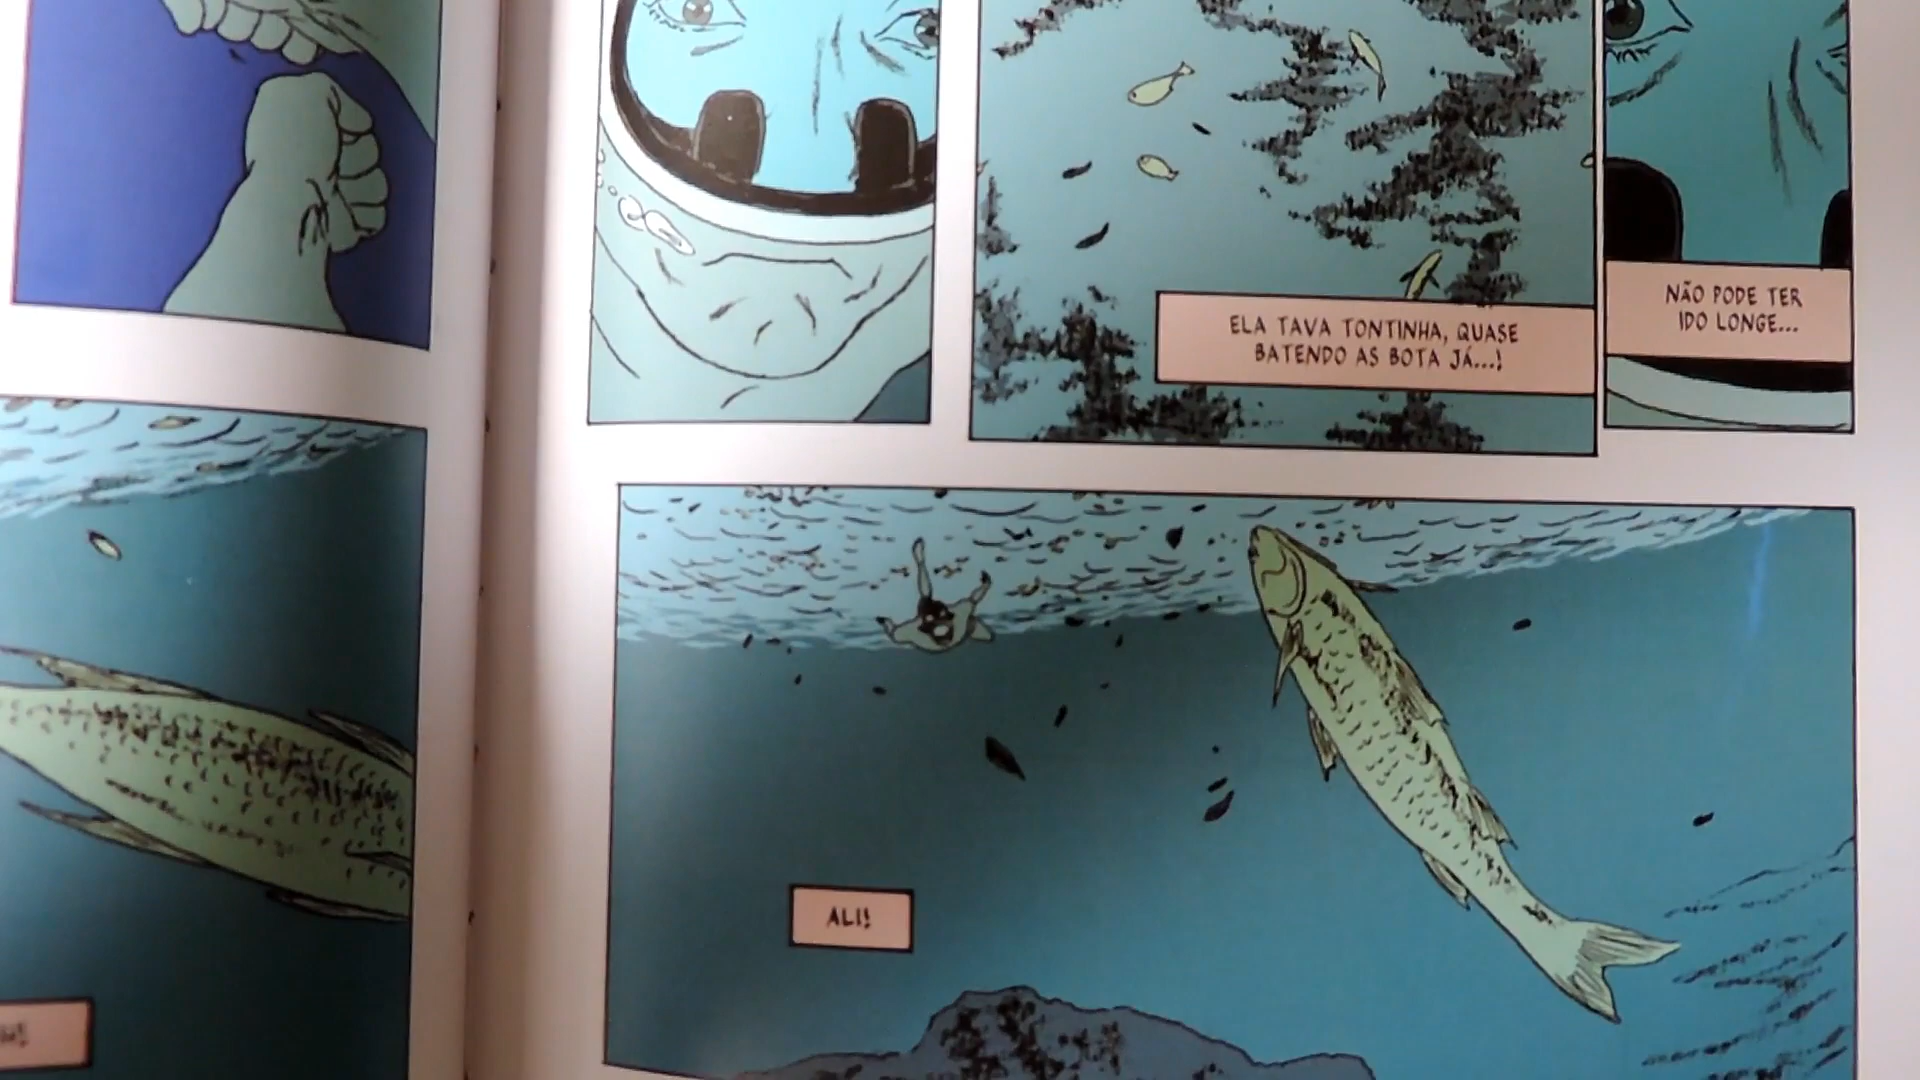 ELA TAVA TONTINHA, QUASE
BATENDO AS BOTA JÁ...!
NÃO PODE TER
IDO LONGE...
ALI!